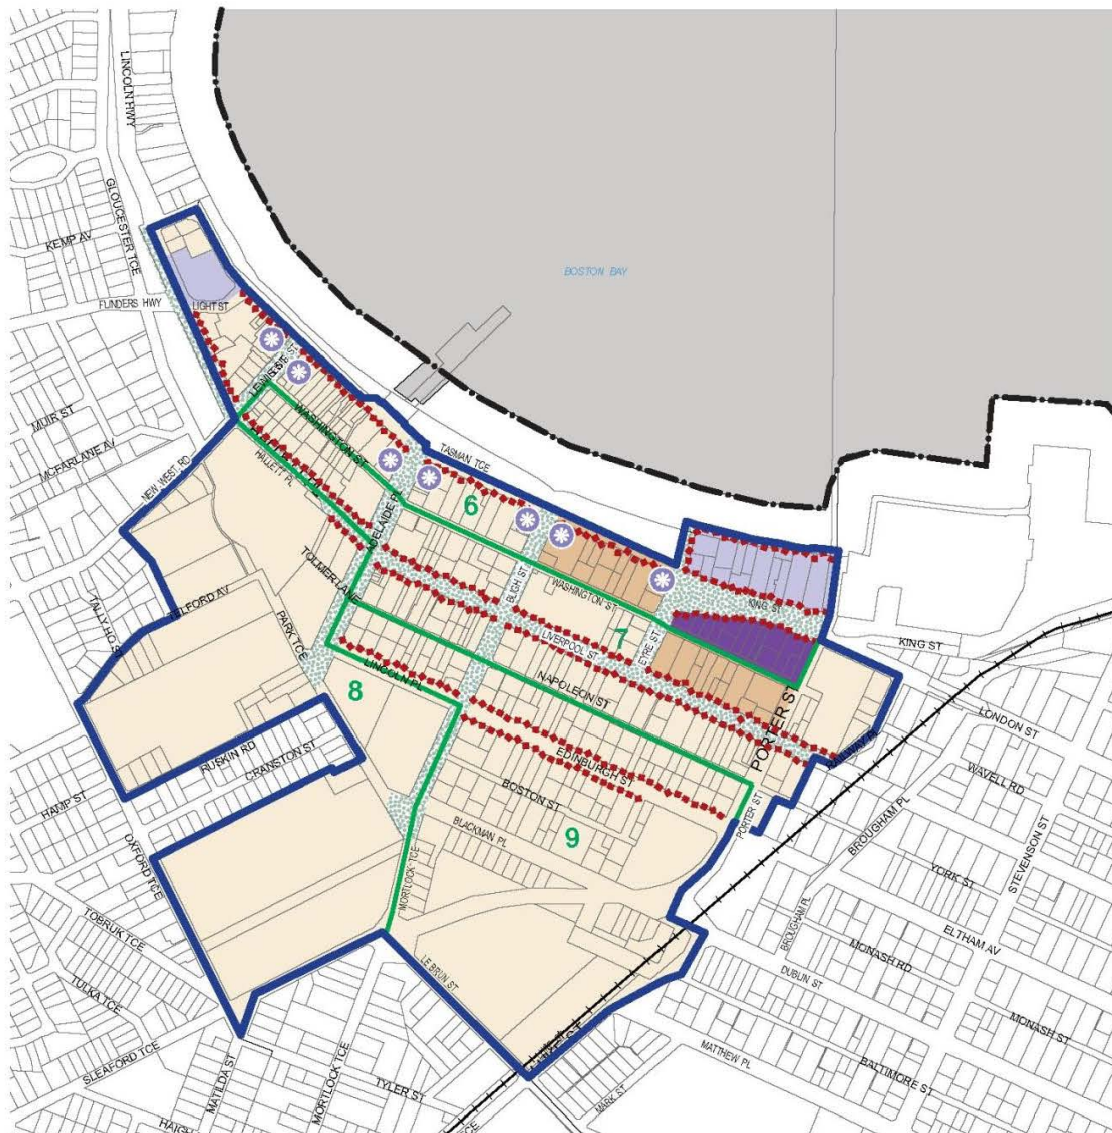 LINCOLN HWY
GLOUCESTER TCE
KEMP AV
FLINDERS HWY
LIGHT ST
BOSTON BAY
MUIR ST
MCFARLANE AV
NEW WEST RD
WASHINGTON ST
HALLETT PL
TASMAN TCE
ADELAIDE PL
6
TOLMER LANE
BLIGH ST
WASHINGTON ST
KING ST
KING ST
7
LIVERPOOL ST
EYRE ST
TELFORD AV
PARK TCE
LINCOLN PL
8
NAPOLEON ST
PORTER ST
RAILWAY PL
LONDON ST
RUSKIN RD
CRANSTON ST
EDINBURGH ST
BOSTON ST
BLACKMAN PL
9
PORTER ST
WAVELL RD
BROUGHAM PL
HAMP ST
OXFORD TCE
MORTLOCK TCE
YORK ST
STEVENSON ST
BROUGHAM PL
ELTHAM AV
MONASH RD
TOBRUK TCE
TULKA TCE
LE BRUN ST
DUBLIN ST
MONASH ST
SLEAFORD TCE
MATILDA ST
MORTLOCK TCE
TYLER ST
MARK ST
MATTHEW PL
BALTIMORE ST